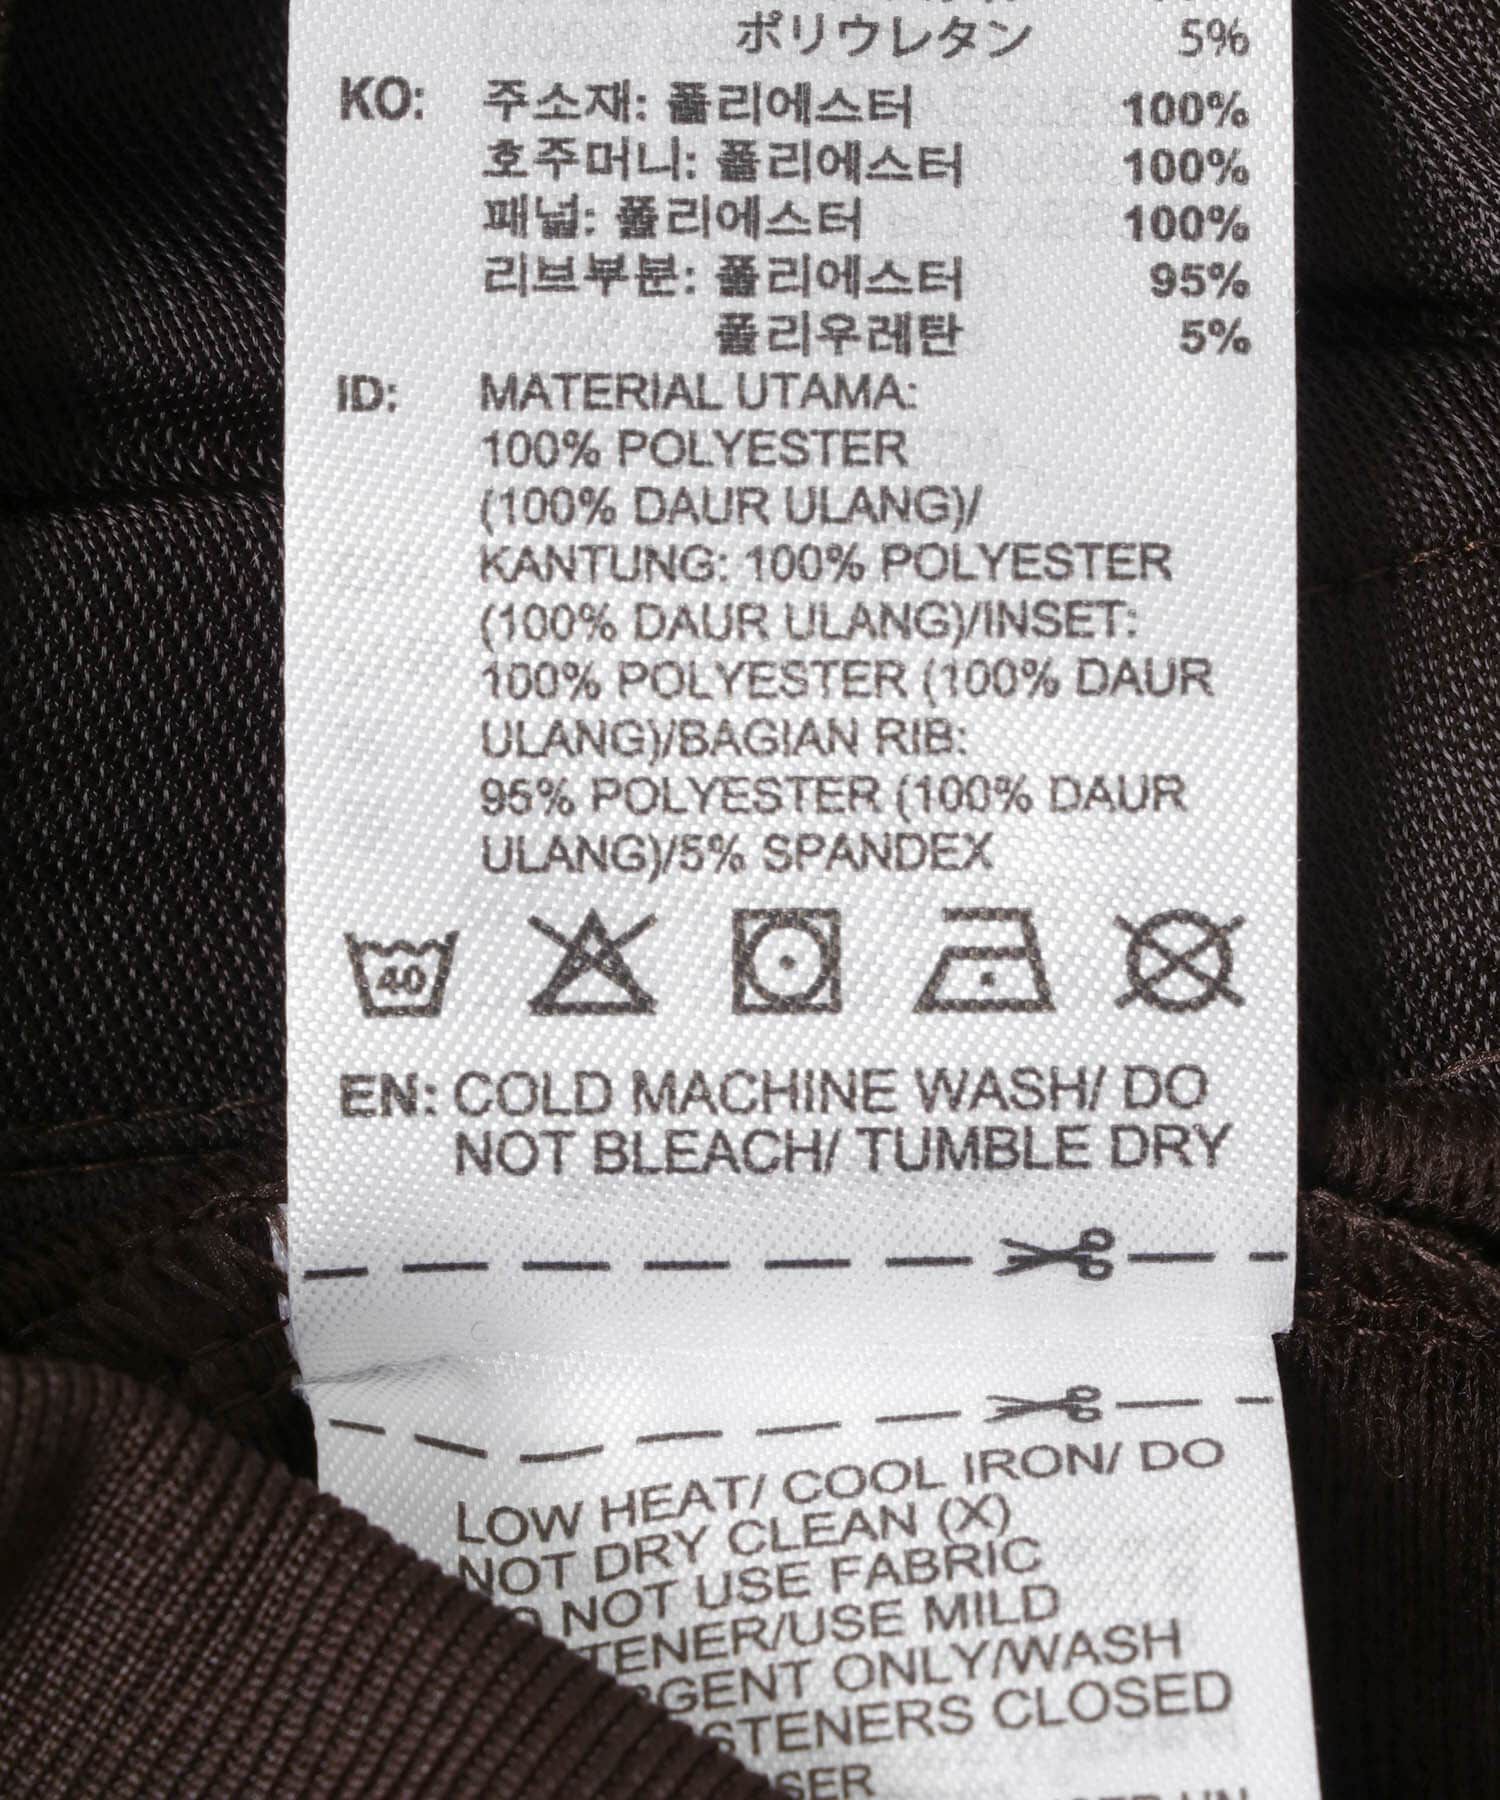 ポリウレタン 5%
KO: 주소재: 폴리에스터 100%
호주머니: 폴리에스터 100%
패널: 폴리에스터 100%
리브부분: 폴리에스터 95%
폴리우레탄 5%
ID: MATERIAL UTAMA:
100% POLYESTER
(100% DAUR ULANG)/
KANTUNG: 100% POLYESTER
(100% DAUR ULANG)/INSET:
100% POLYESTER (100% DAUR
ULANG)/BAGIAN RIB:
95% POLYESTER (100% DAUR
ULANG)/5% SPANDEX
40
EN: COLD MACHINE WASH/ DO
NOT BLEACH/ TUMBLE DRY
LOW HEAT/ COOL IRON/ DO
NOT DRY CLEAN (X)
NOT USE FABRIC
TENER/USE MILD
GENT ONLY/WASH
STENERS CLOSED
SER